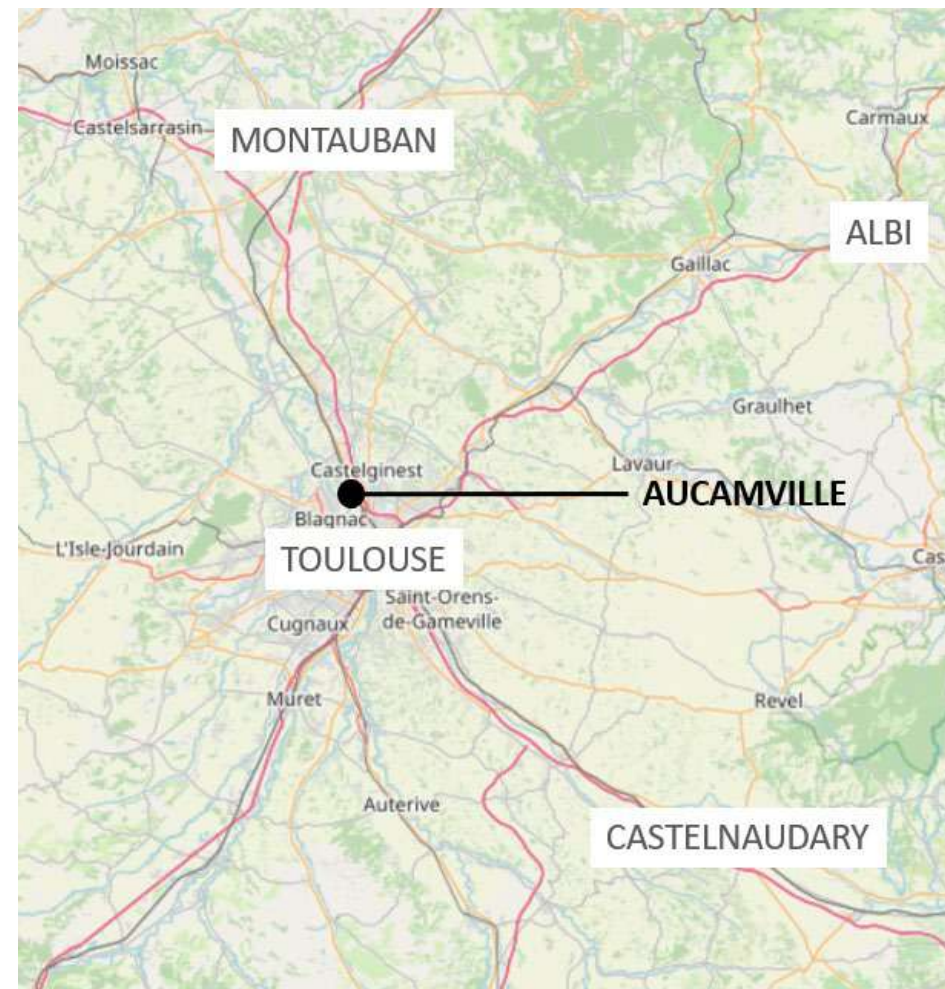 Moissac
Carmaux
Castelsarrasin
MONTAUBAN
ALBI
Gaillac
Graulhet
Castelginest
Lavaur
AUCAMVILLE
Blagnac
L'Isle-Jourdain
TOULOUSE
Cas
Saint-Orens-
de-Gameville
Cugnaux
Muret
Revel
Auterive
CASTELNAUDARY